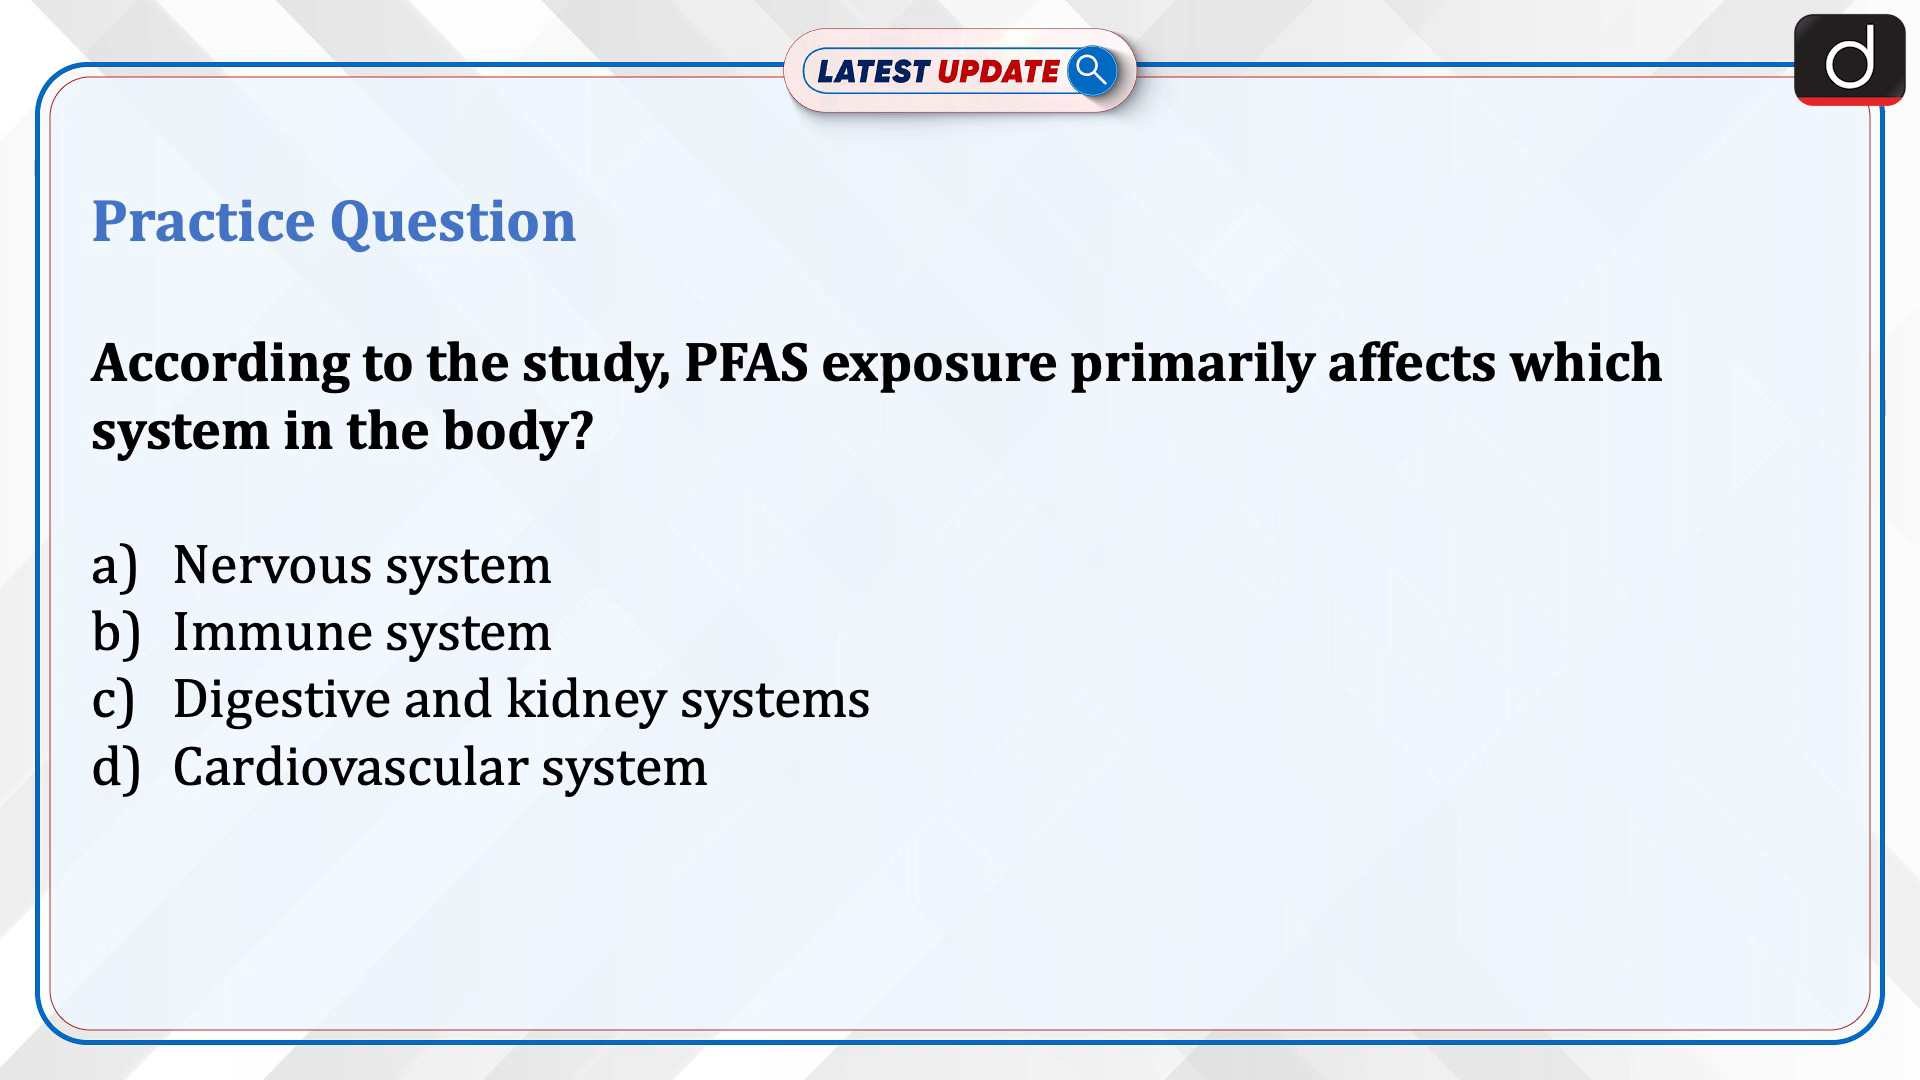 LATEST UPDATE
d
Practice Question
According to the study, PFAS exposure primarily affects which
system in the body?
a) Nervous system
b) Immune system
c) Digestive and kidney systems
d) Cardiovascular system